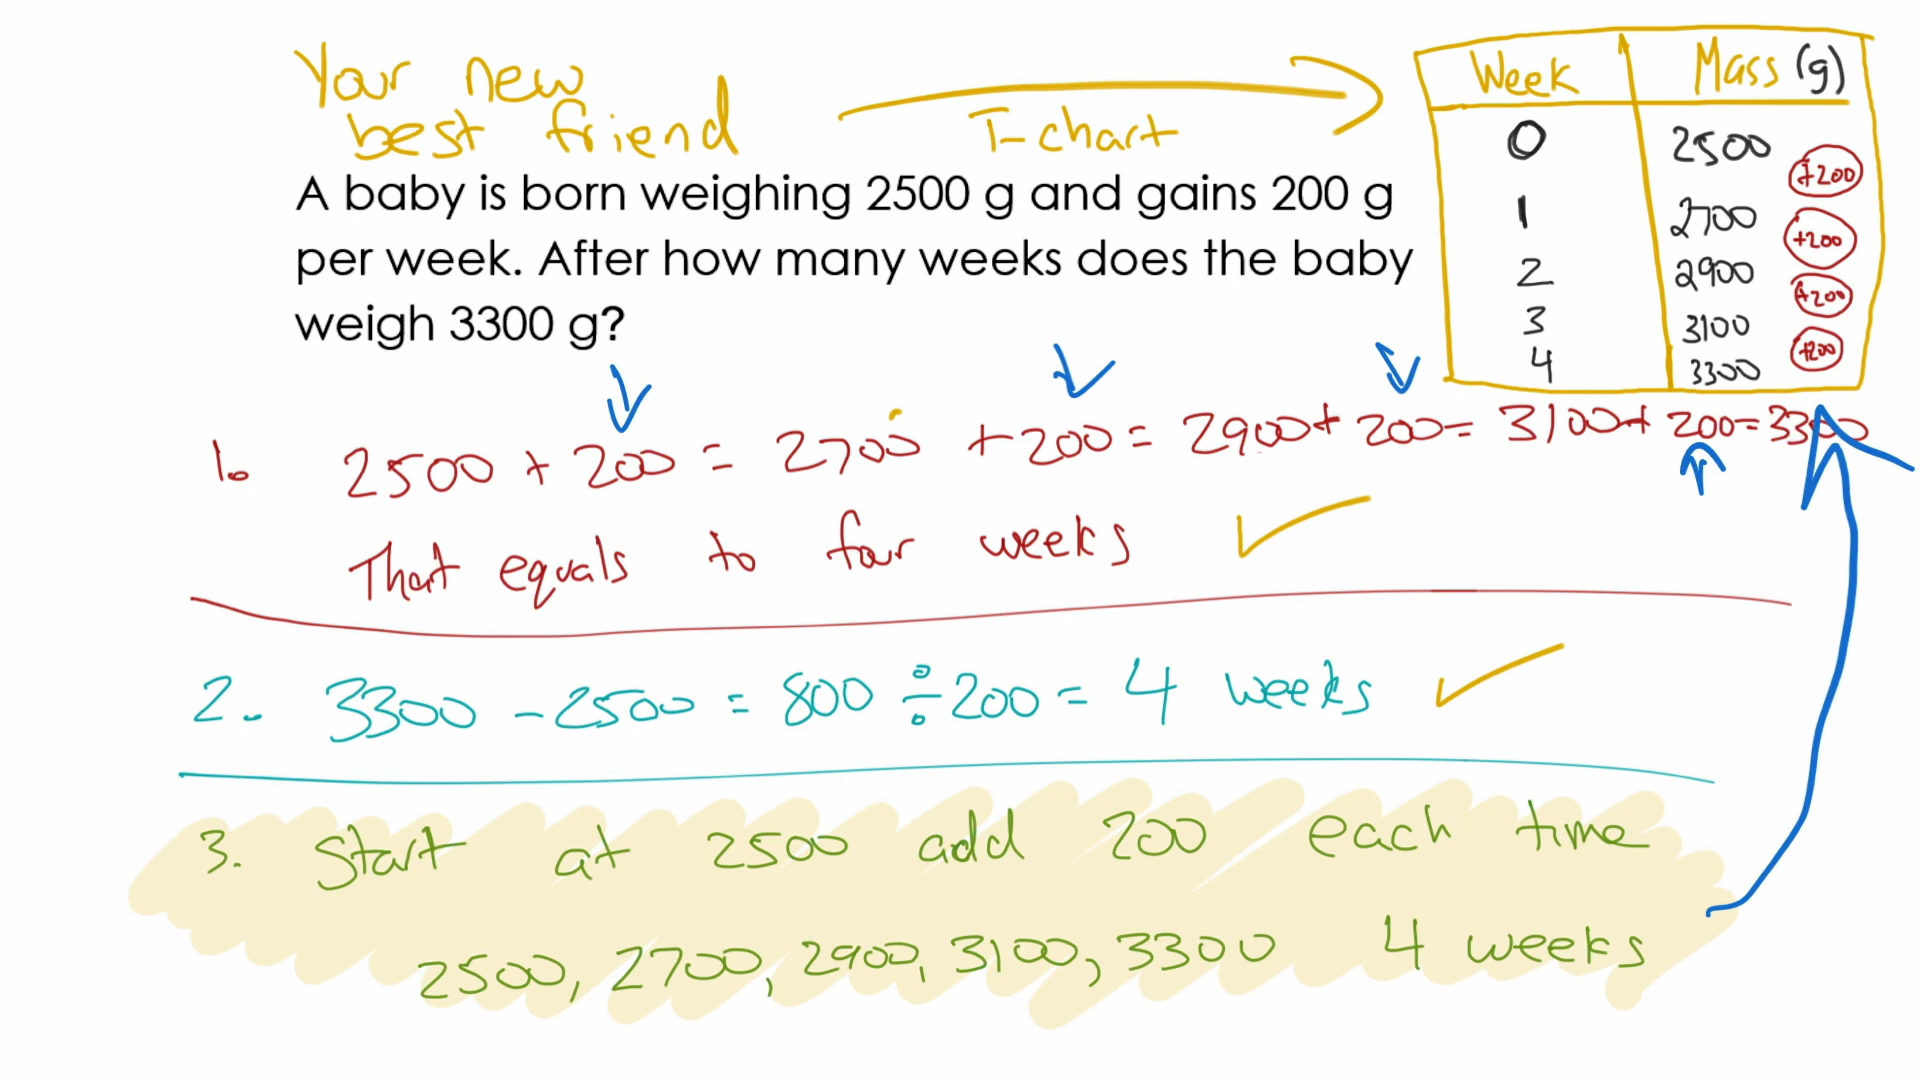 Your new
best friend
T-chart
A baby is born weighing 2500 g and gains 200 g
per week. After how many weeks does the baby
weigh 3300 g?
Week Mass (g)
0 2500
+200
1 2700
+200
2 2900
+200
3 3100
+200
4 3300
1. 2500 + 200 = 2700 + 200 = 2900 + 200 = 3100 + 200 = 3300
That equals to four weeks
2. 3300 - 2500 = 800 ÷ 200 = 4 weeks
3. Start at 2500 add 200 each time
2500, 2700, 2900, 3100, 3300 4 weeks